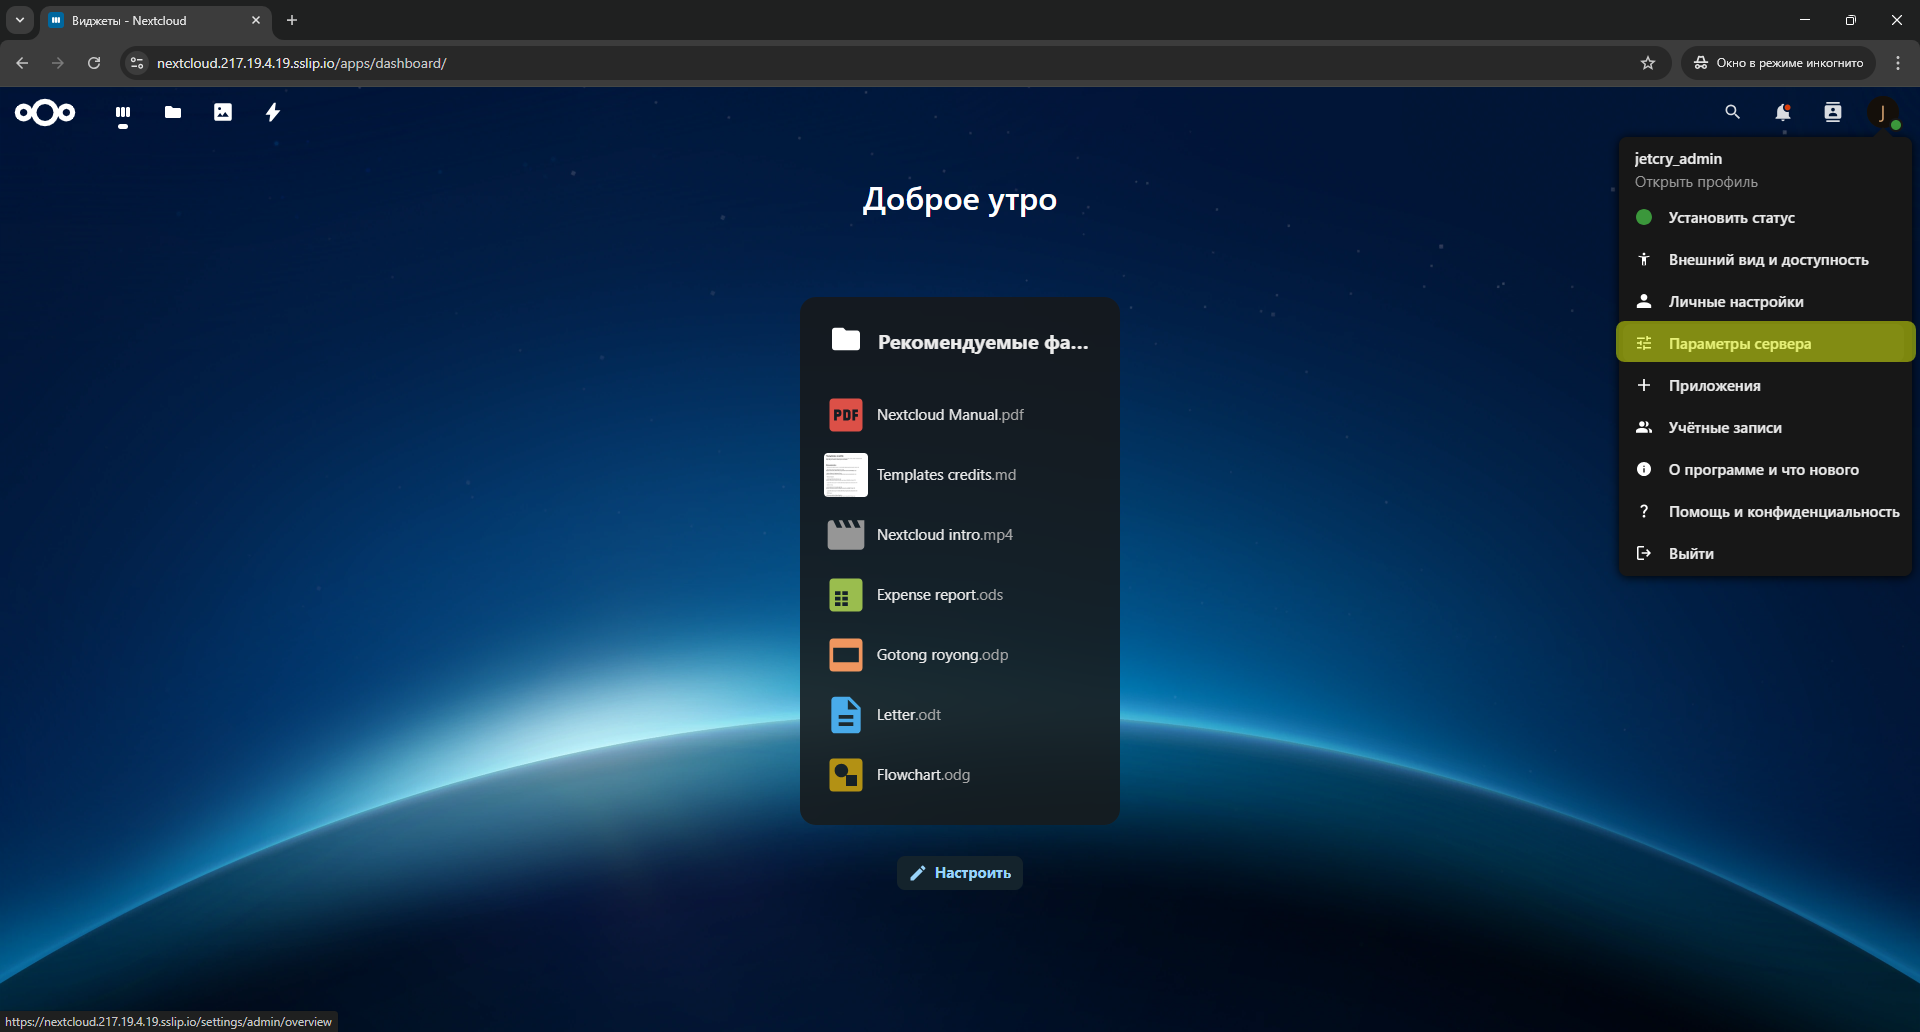 Виджеты - Nextcloud
nextcloud.217.19.4.19.sslip.io/apps/dashboard/
Окно в режиме инкогнито
J
jetcry_admin
Открыть профиль
Установить статус
Внешний вид и доступность
Личные настройки
Параметры сервера
Приложения
Учётные записи
О программе и что нового
Помощь и конфиденциальность
Выйти
Доброе утро
Рекомендуемые фа...
PDF
Nextcloud Manual.pdf
Templates credits.md
Nextcloud intro.mp4
Expense report.ods
Gotong royong.odp
Letter.odt
Flowchart.odg
Настроить
https://nextcloud.217.19.4.19.sslip.io/settings/admin/overview